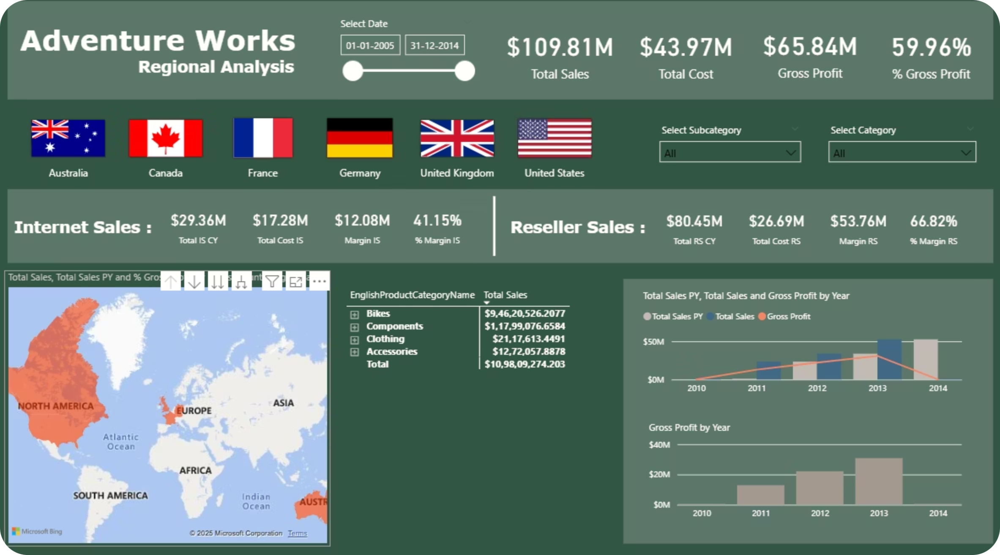 Adventure Works
Regional Analysis
Select Date
01-01-2005 31-12-2014
$109.81M
Total Sales
$43.97M
Total Cost
$65.84M
Gross Profit
59.96%
% Gross Profit
Australia
Canada
France
Germany
United Kingdom
United States
Select Subcategory
All
Select Category
All
Internet Sales :
$29.36M
Total IS CY
$17.28M
Total Cost IS
$12.08M
Margin IS
41.15%
% Margin IS
Reseller Sales :
$80.45M
Total RS CY
$26.69M
Total Cost RS
$53.76M
Margin RS
66.82%
% Margin RS
Total Sales, Total Sales PY and %
NORTH AMERICA
EUROPE
ASIA
Atlantic
Ocean
AFRICA
SOUTH AMERICA
Indian
Ocean
AUSTR
Microsoft Bing
© 2025 Microsoft Corporation Terms
EnglishProductCategoryName Total Sales
Bikes $9,46,20,526.2077
Components $1,17,99,076.6584
Clothing $21,17,613.4491
Accessories $12,72,057.8878
Total $10,98,09,274.203
Total Sales PY, Total Sales and Gross Profit by Year
Total Sales PY Total Sales Gross Profit
$50M
$0M
2010 2011 2012 2013 2014
Gross Profit by Year
$40M
$20M
$0M
2010 2011 2012 2013 2014